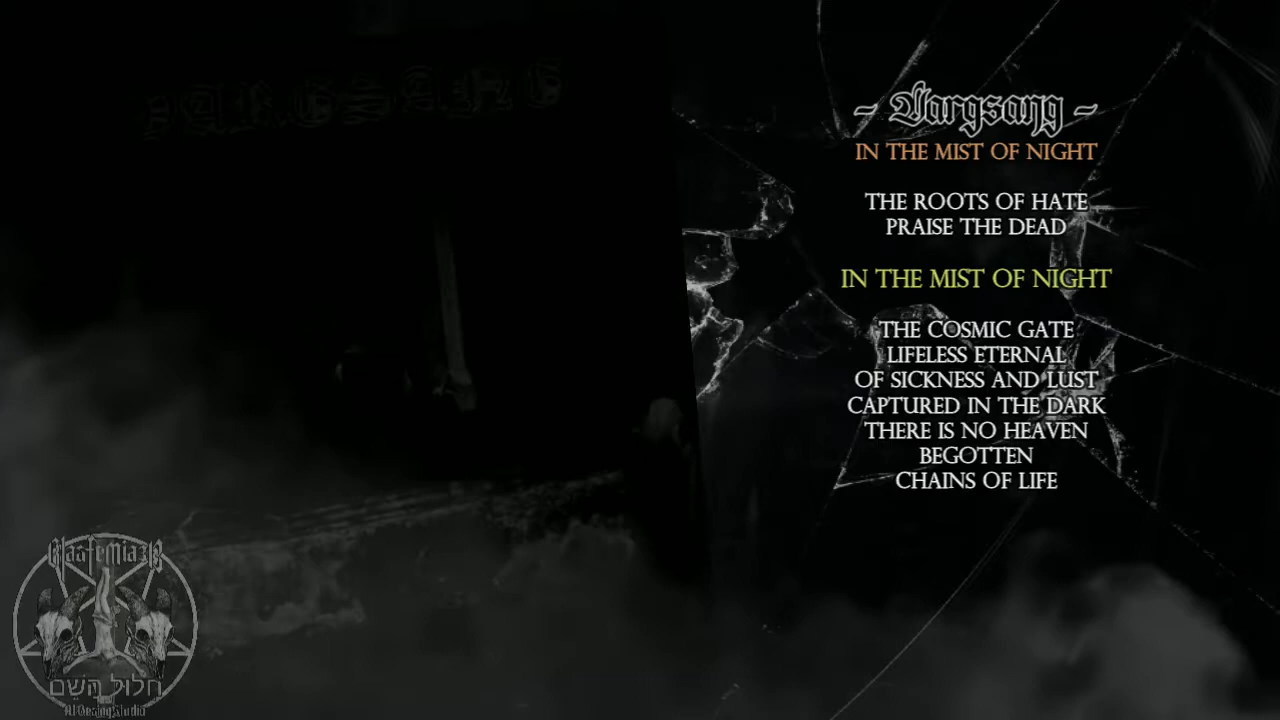 VARGSANG
- Vargsang -
IN THE MIST OF NIGHT
THE ROOTS OF HATE
PRAISE THE DEAD
IN THE MIST OF NIGHT
THE COSMIC GATE
LIFELESS ETERNAL
OF SICKNESS AND LUST
CAPTURED IN THE DARK
THERE IS NO HEAVEN
BEGOTTEN
CHAINS OF LIFE
חלול השם